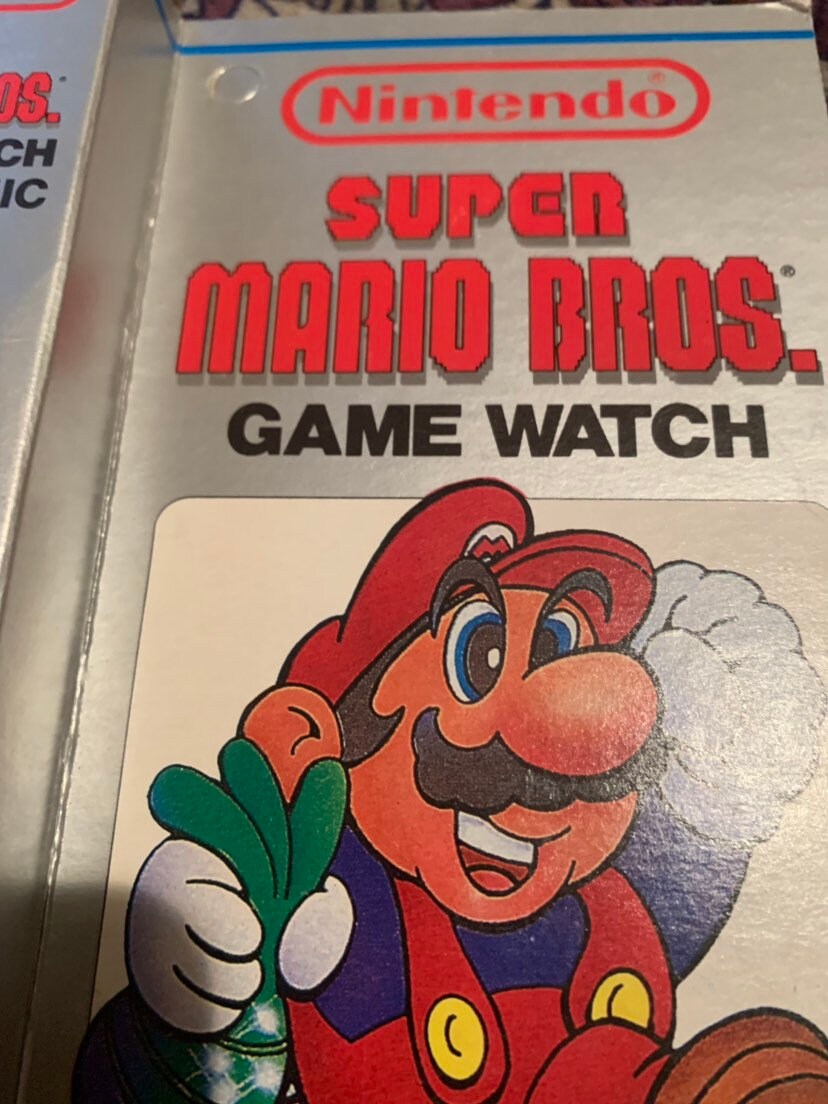 OS.
CH
IC
Nintendo®
SUPER
MARIO BROS.®
GAME WATCH
M